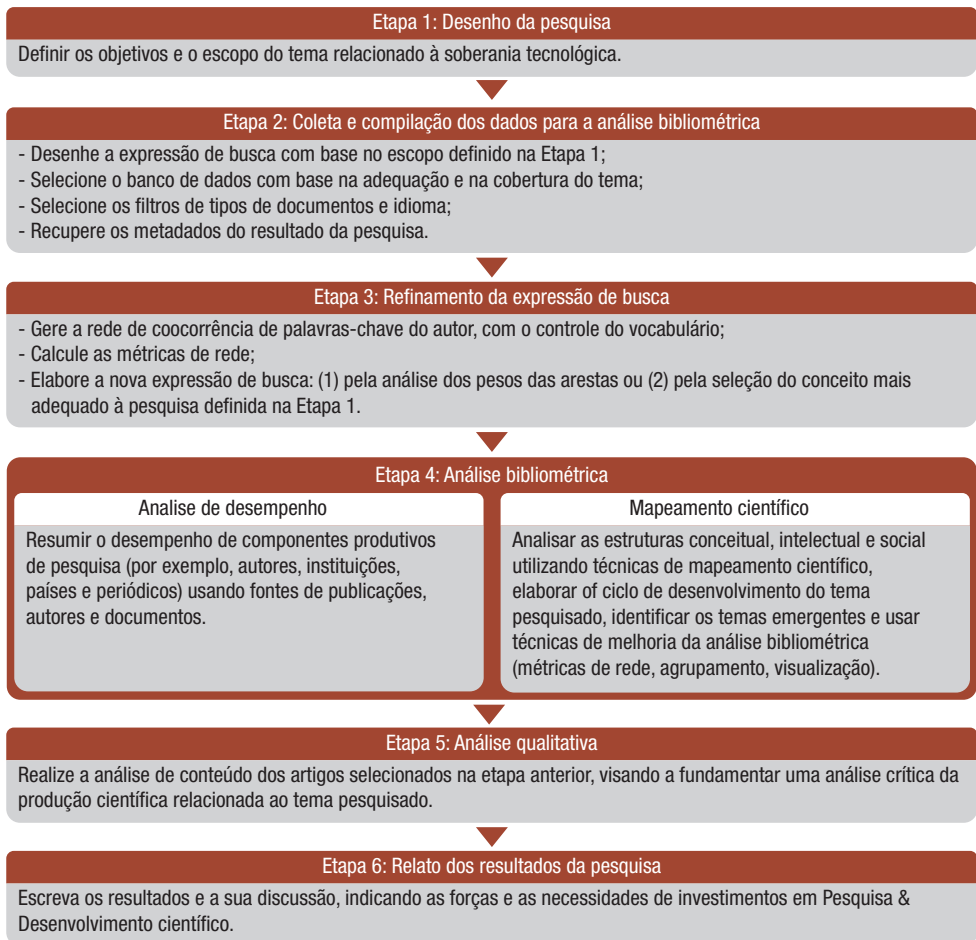 Etapa 1: Desenho da pesquisa
Definir os objetivos e o escopo do tema relacionado à soberania tecnológica.
Etapa 2: Coleta e compilação dos dados para a análise bibliométrica
- Desenhe a expressão de busca com base no escopo definido na Etapa 1;
- Selecione o banco de dados com base na adequação e na cobertura do tema;
- Selecione os filtros de tipos de documentos e idioma;
- Recupere os metadados do resultado da pesquisa.
Etapa 3: Refinamento da expressão de busca
- Gere a rede de coocorrência de palavras-chave do autor, com o controle do vocabulário;
- Calcule as métricas de rede;
- Elabore a nova expressão de busca: (1) pela análise dos pesos das arestas ou (2) pela seleção do conceito mais
adequado à pesquisa definida na Etapa 1.
Etapa 4: Análise bibliométrica
Analise de desempenho
Resumir o desempenho de componentes produtivos
de pesquisa (por exemplo, autores, instituições,
países e periódicos) usando fontes de publicações,
autores e documentos.
Mapeamento científico
Analisar as estruturas conceitual, intelectual e social
utilizando técnicas de mapeamento científico,
elaborar of ciclo de desenvolvimento do tema
pesquisado, identificar os temas emergentes e usar
técnicas de melhoria da análise bibliométrica
(métricas de rede, agrupamento, visualização).
Etapa 5: Análise qualitativa
Realize a análise de conteúdo dos artigos selecionados na etapa anterior, visando a fundamentar uma análise crítica da
produção científica relacionada ao tema pesquisado.
Etapa 6: Relato dos resultados da pesquisa
Escreva os resultados e a sua discussão, indicando as forças e as necessidades de investimentos em Pesquisa &
Desenvolvimento científico.